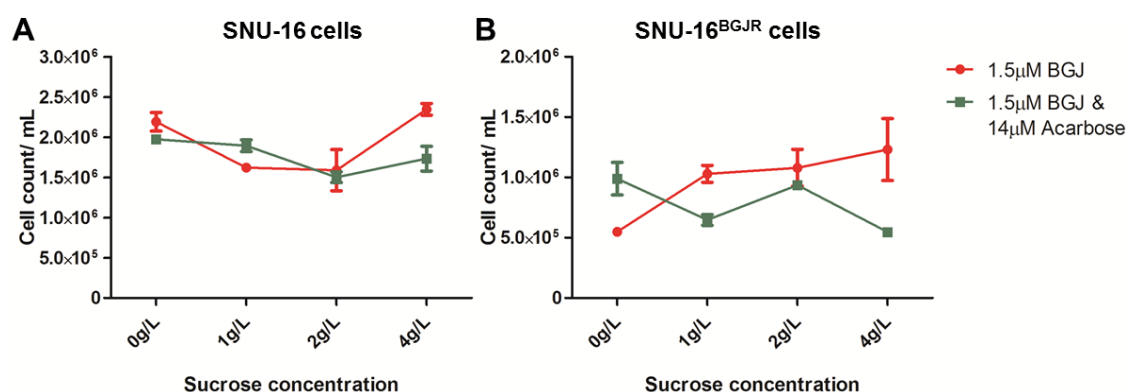 A
SNU-16 cells
3.0×10⁶
2.5×10⁶
2.0×10⁶
1.5×10⁶
1.0×10⁶
5.0×10⁵
0
Cell count/ mL
0g/L
1g/L
2g/L
4g/L
Sucrose concentration
B
SNU-16ᴮᴳᴶᴿ cells
2.0×10⁶
1.5×10⁶
1.0×10⁶
5.0×10⁵
0
Cell count/ mL
0g/L
1g/L
2g/L
4g/L
Sucrose concentration
1.5μM BGJ
1.5μM BGJ &
14μM Acarbose